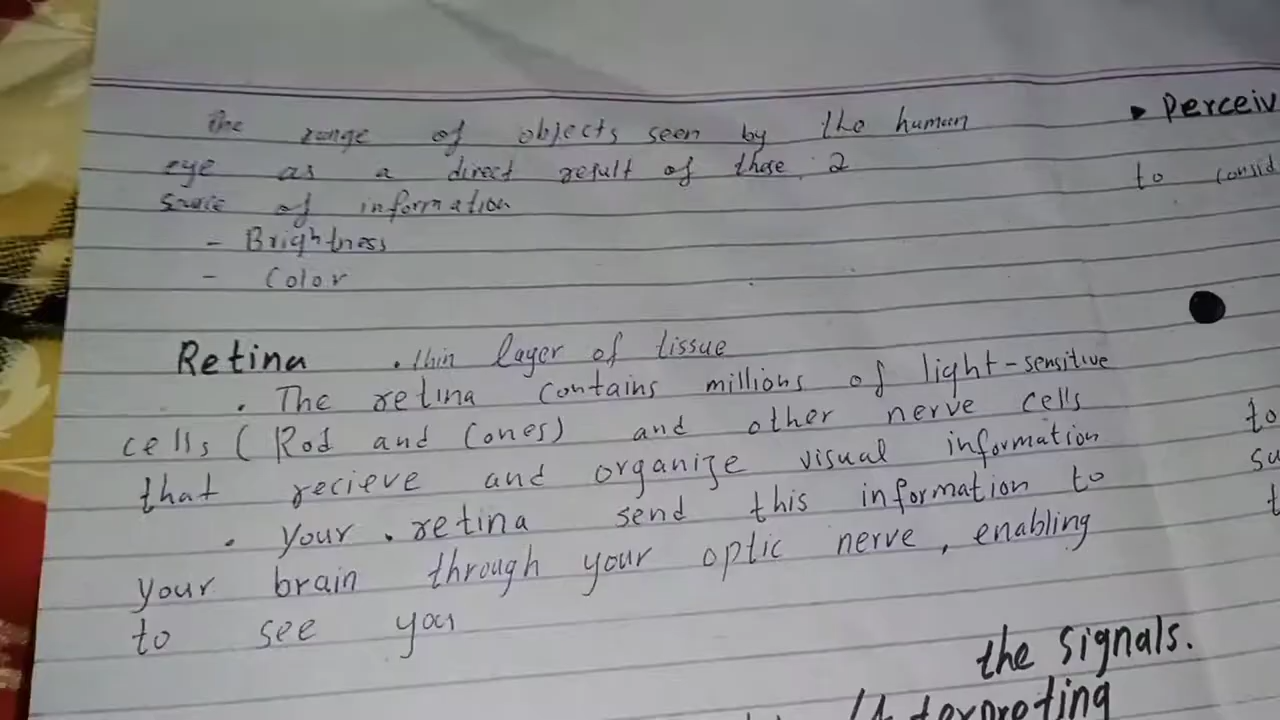 The range of objects seen by the human
eye as a direct result of these 2
of information
- Brightness
- Color
Retina . thin layer of tissue
. The retina contains millions of light-sensitive
cells ( Rod and Cones) and other nerve cells
that recieve and organize visual information
. your . retina send this information to
your brain through your optic nerve, enabling
to see you
the signals.
▸ Perceiv
to consid
to
su
t